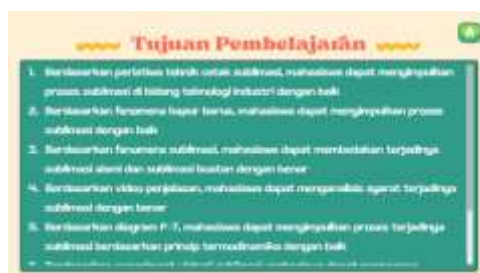 Tujuan Pembelajaran
1. Berdasarkan peristiwa teknik cetak sublimasi, mahasiswa dapat menyimpulkan
proses sublimasi di bidang teknologi industri dengan baik
2. Berdasarkan fenomena kapur barus, mahasiswa dapat menyimpulkan proses
sublimasi dengan baik
3. Berdasarkan fenomena sublimasi, mahasiswa dapat membedakan terjadinya
sublimasi alami dan sublimasi buatan dengan benar
4. Berdasarkan video penjelasan, mahasiswa dapat menganalisis syarat terjadinya
sublimasi dengan benar
5. Berdasarkan diagram P-T, mahasiswa dapat menyimpulkan proses terjadinya
sublimasi berdasarkan prinsip termodinamika dengan baik